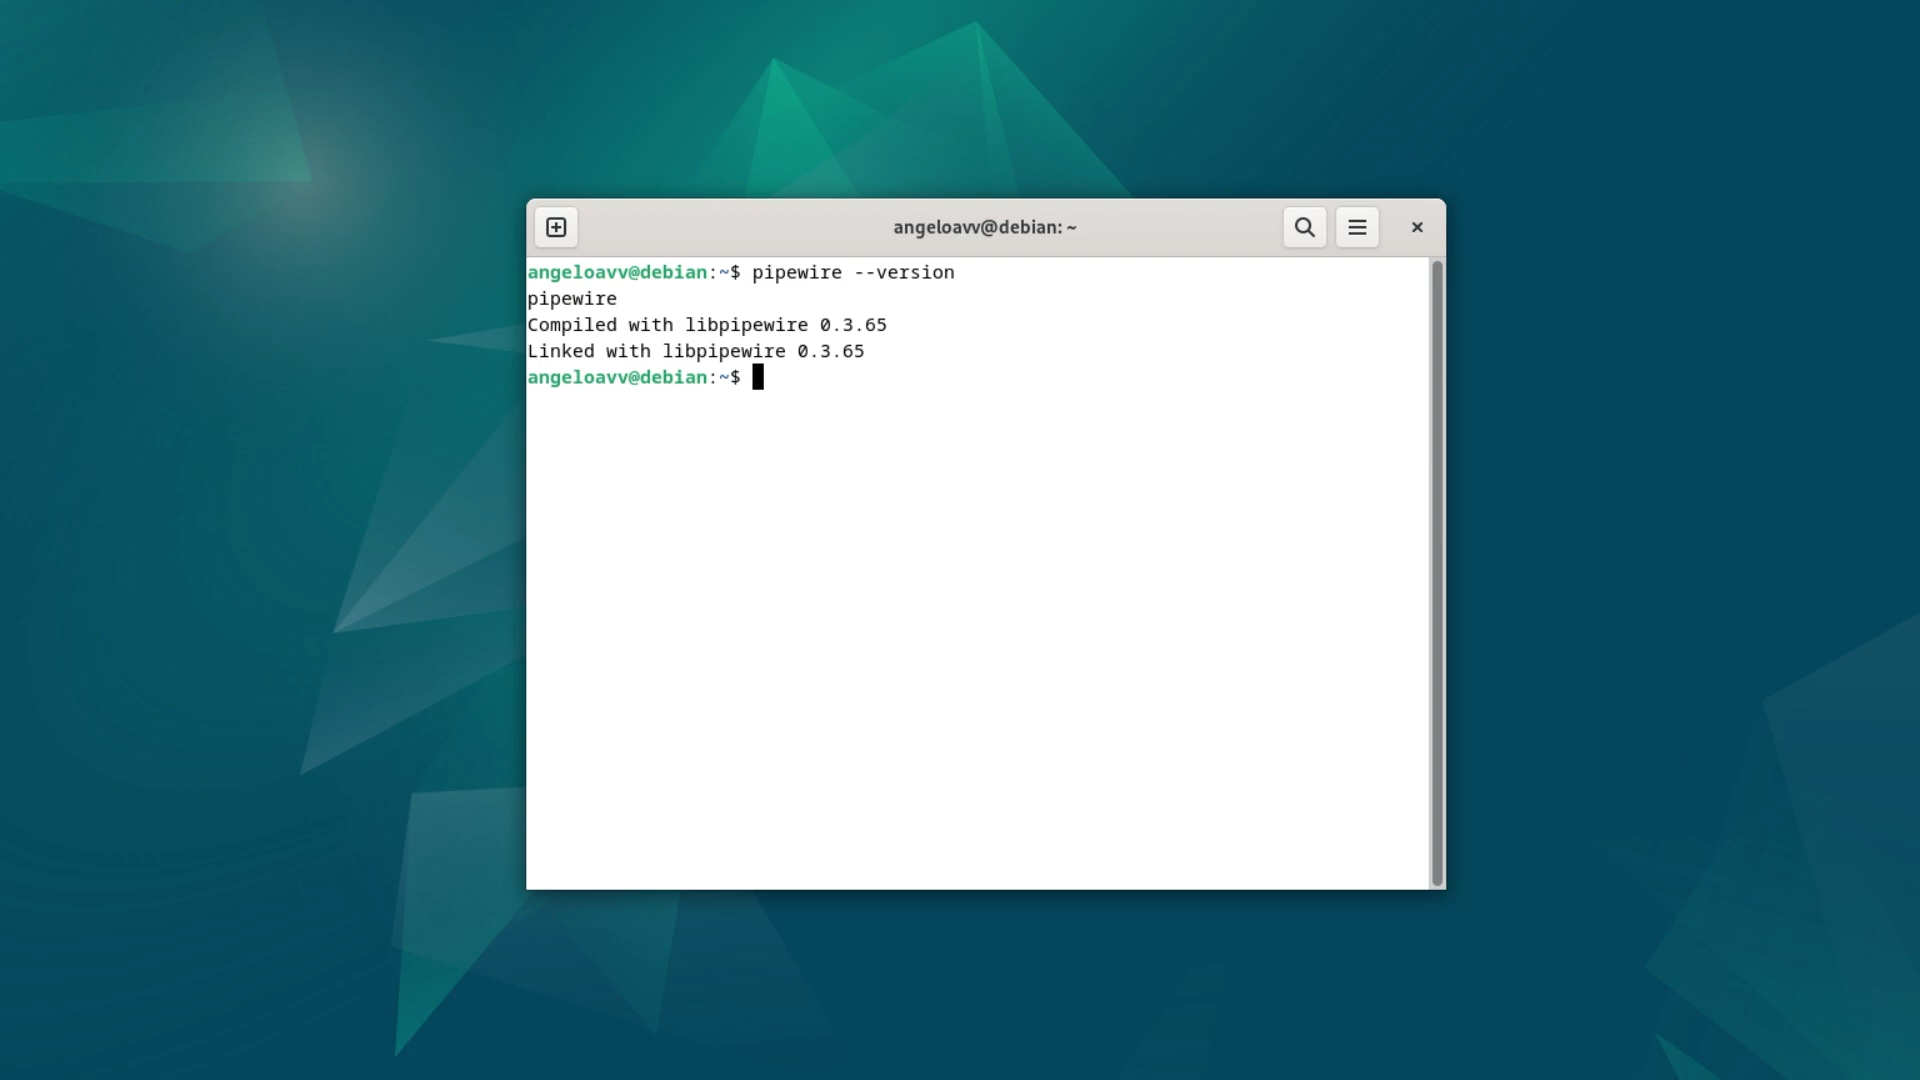 angeloavv@debian: ~
angeloavv@debian:~$ pipewire --version
pipewire
Compiled with libpipewire 0.3.65
Linked with libpipewire 0.3.65
angeloavv@debian:~$